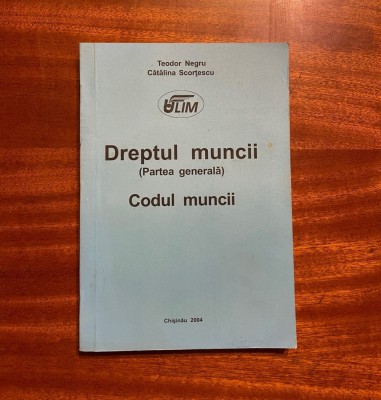 Teodor Negru
Cătălina Scorţescu
ULIM
Dreptul muncii
(Partea generală)
Codul muncii
Chişinău 2004